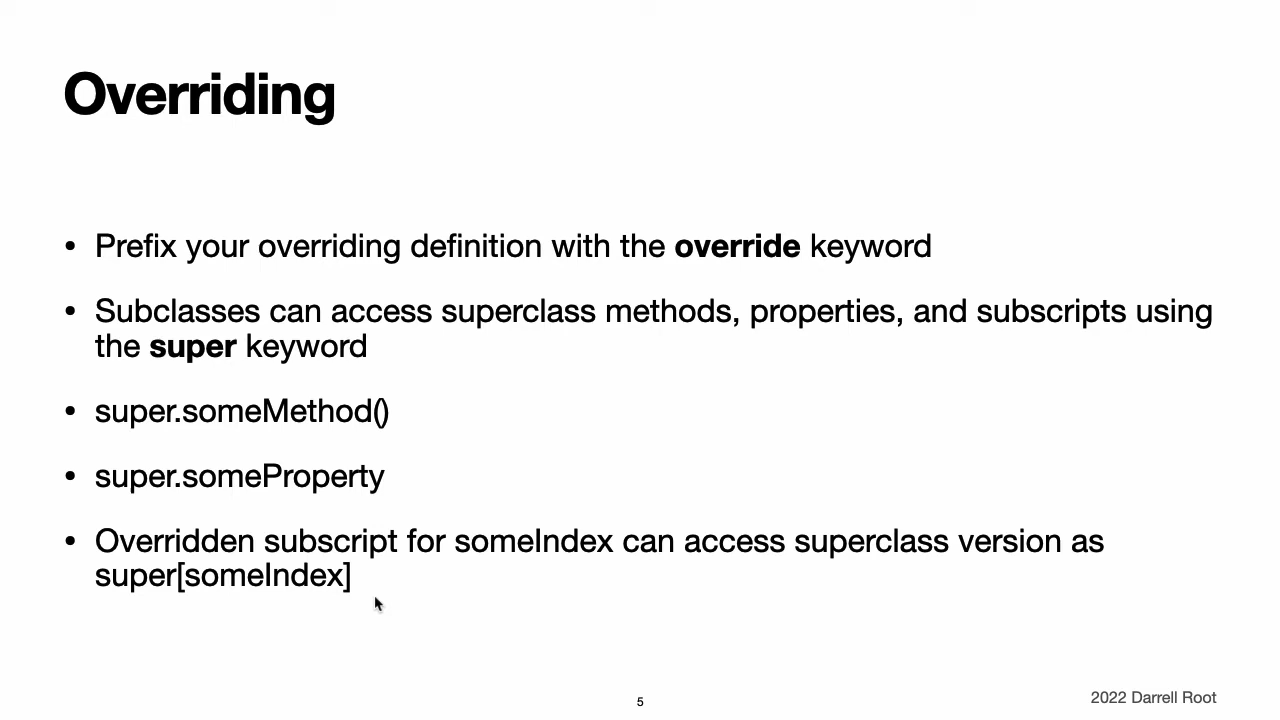 Overriding
• Prefix your overriding definition with the override keyword
• Subclasses can access superclass methods, properties, and subscripts using
the super keyword
• super.someMethod()
• super.someProperty
• Overridden subscript for someIndex can access superclass version as
super[someIndex]
5
2022 Darrell Root